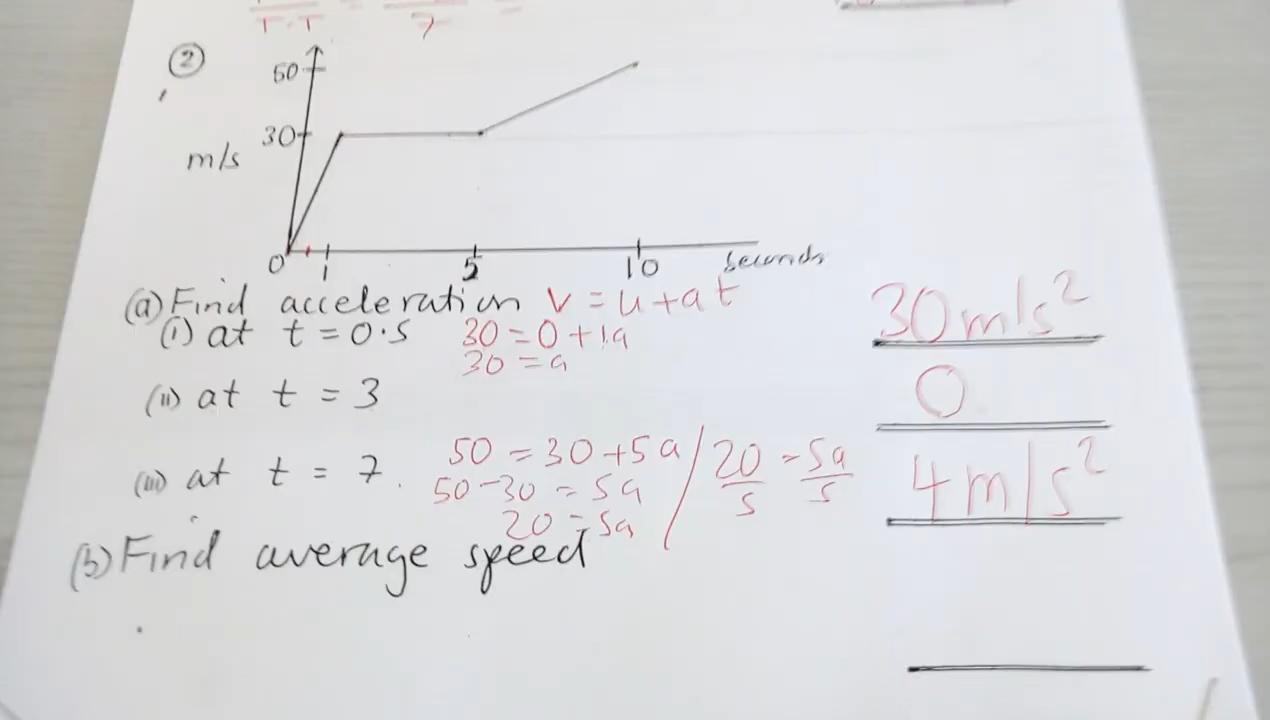 T.T 7
②
50
30
m/s
0 1 5 10 seconds
(a) Find acceleration v = u + a t
(i) at t = 0.5 30 = 0 + 1a 30 m/s²
30 = a
(ii) at t = 3 0
(iii) at t = 7. 50 = 30 + 5a / 20/5 = 5a/5 4 m/s²
50 - 30 = 5a
20 = 5a
(b) Find average speed